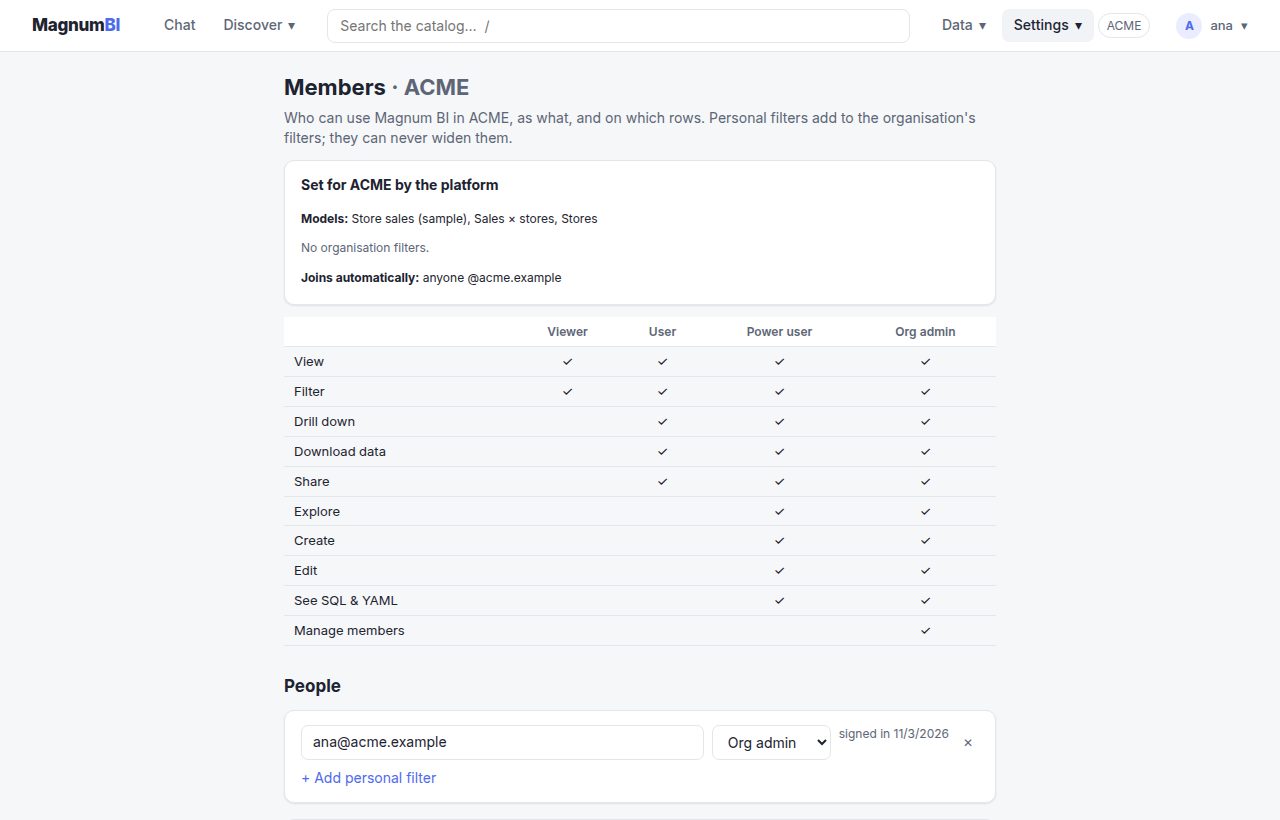 MagnumBI Chat Discover ▾ Search the catalog... / Data ▾ Settings ▾ ACME A ana ▾
Members · ACME
Who can use Magnum BI in ACME, as what, and on which rows. Personal filters add to the organisation's
filters; they can never widen them.
Set for ACME by the platform
Models: Store sales (sample), Sales × stores, Stores
No organisation filters.
Joins automatically: anyone @acme.example
Viewer User Power user Org admin
View ✓ ✓ ✓ ✓
Filter ✓ ✓ ✓ ✓
Drill down ✓ ✓ ✓
Download data ✓ ✓ ✓
Share ✓ ✓ ✓
Explore ✓ ✓
Create ✓ ✓
Edit ✓ ✓
See SQL & YAML ✓ ✓
Manage members ✓
People
ana@acme.example Org admin signed in 11/3/2026 ×
+ Add personal filter